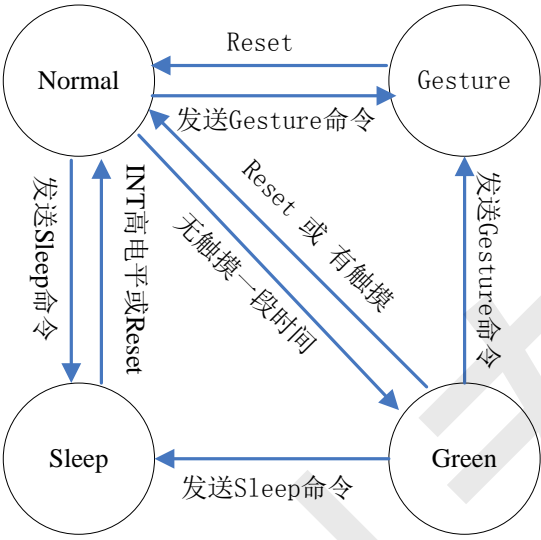 Reset
Normal
Gesture
发送Gesture命令
Reset 或 有触摸
无触摸一段时间
发送Sleep命令
INT高电平或Reset
发送Gesture命令
Sleep
Green
发送Sleep命令